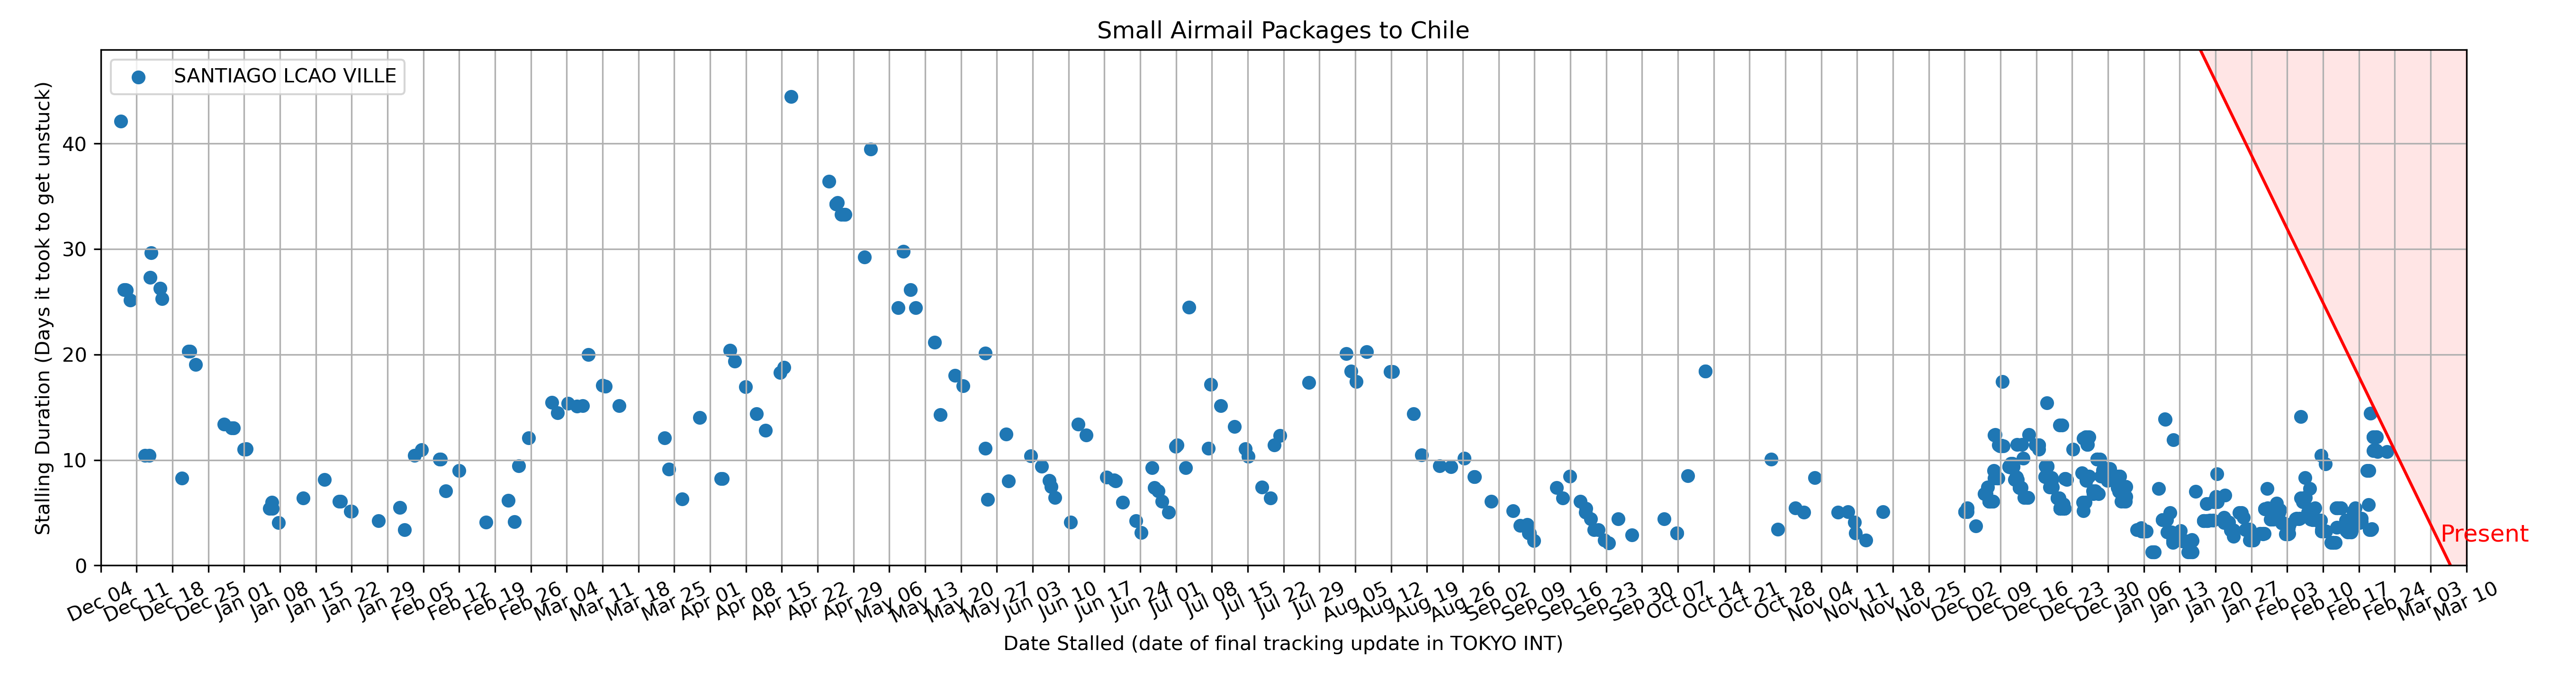 Small Airmail Packages to Chile
SANTIAGO LCAO VILLE
Stalling Duration (Days it took to get unstuck)
40
30
20
10
0
Present
Dec 04
Dec 11
Dec 18
Dec 25
Jan 01
Jan 08
Jan 15
Jan 22
Jan 29
Feb 05
Feb 12
Feb 19
Feb 26
Mar 04
Mar 11
Mar 18
Mar 25
Apr 01
Apr 08
Apr 15
Apr 22
Apr 29
May 06
May 13
May 20
May 27
Jun 03
Jun 10
Jun 17
Jun 24
Jul 01
Jul 08
Jul 15
Jul 22
Jul 29
Aug 05
Aug 12
Aug 19
Aug 26
Sep 02
Sep 09
Sep 16
Sep 23
Sep 30
Oct 07
Oct 14
Oct 21
Oct 28
Nov 04
Nov 11
Nov 18
Nov 25
Dec 02
Dec 09
Dec 16
Dec 23
Dec 30
Jan 06
Jan 13
Jan 20
Jan 27
Feb 03
Feb 10
Feb 17
Feb 24
Mar 03
Mar 10
Date Stalled (date of final tracking update in TOKYO INT)